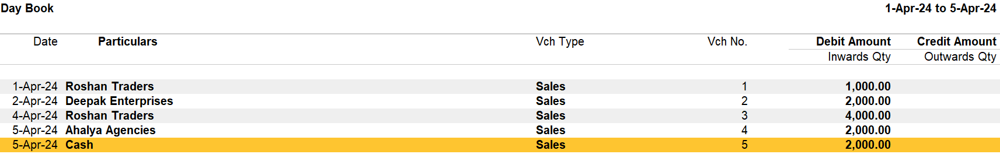 Day Book 1-Apr-24 to 5-Apr-24
Date Particulars Vch Type Vch No. Debit Amount Credit Amount
Inwards Qty Outwards Qty
1-Apr-24 Roshan Traders Sales 1 1,000.00
2-Apr-24 Deepak Enterprises Sales 2 2,000.00
4-Apr-24 Roshan Traders Sales 3 4,000.00
5-Apr-24 Ahalya Agencies Sales 4 2,000.00
5-Apr-24 Cash Sales 5 2,000.00